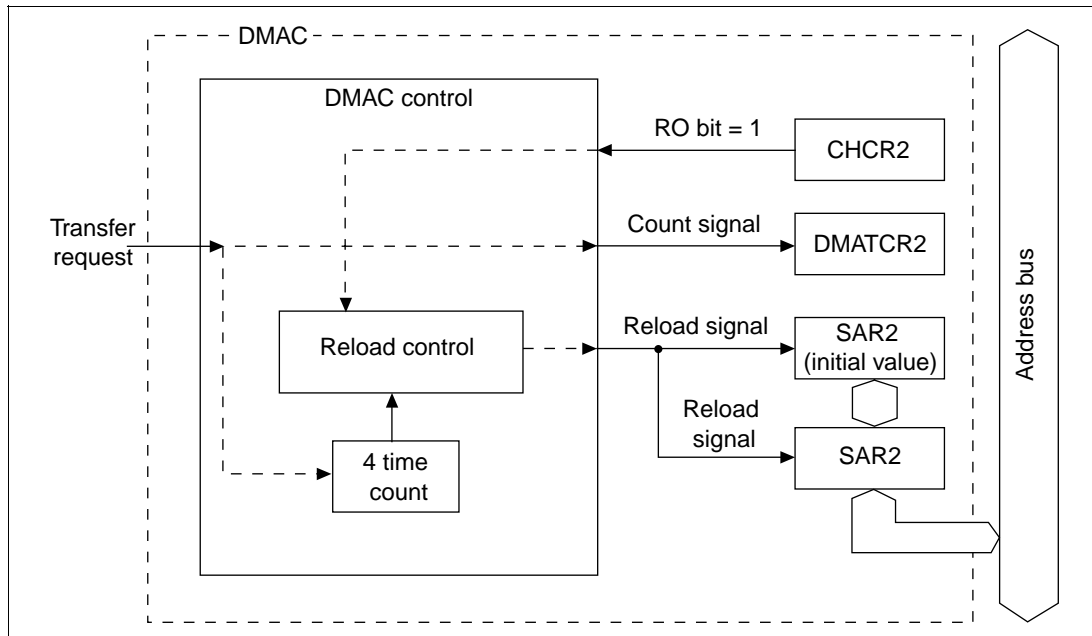 DMAC
DMAC control
RO bit = 1
CHCR2
Transfer
request
Count signal
DMATCR2
Reload control
Reload signal
SAR2
(initial value)
Reload
signal
SAR2
4 time
count
Address bus